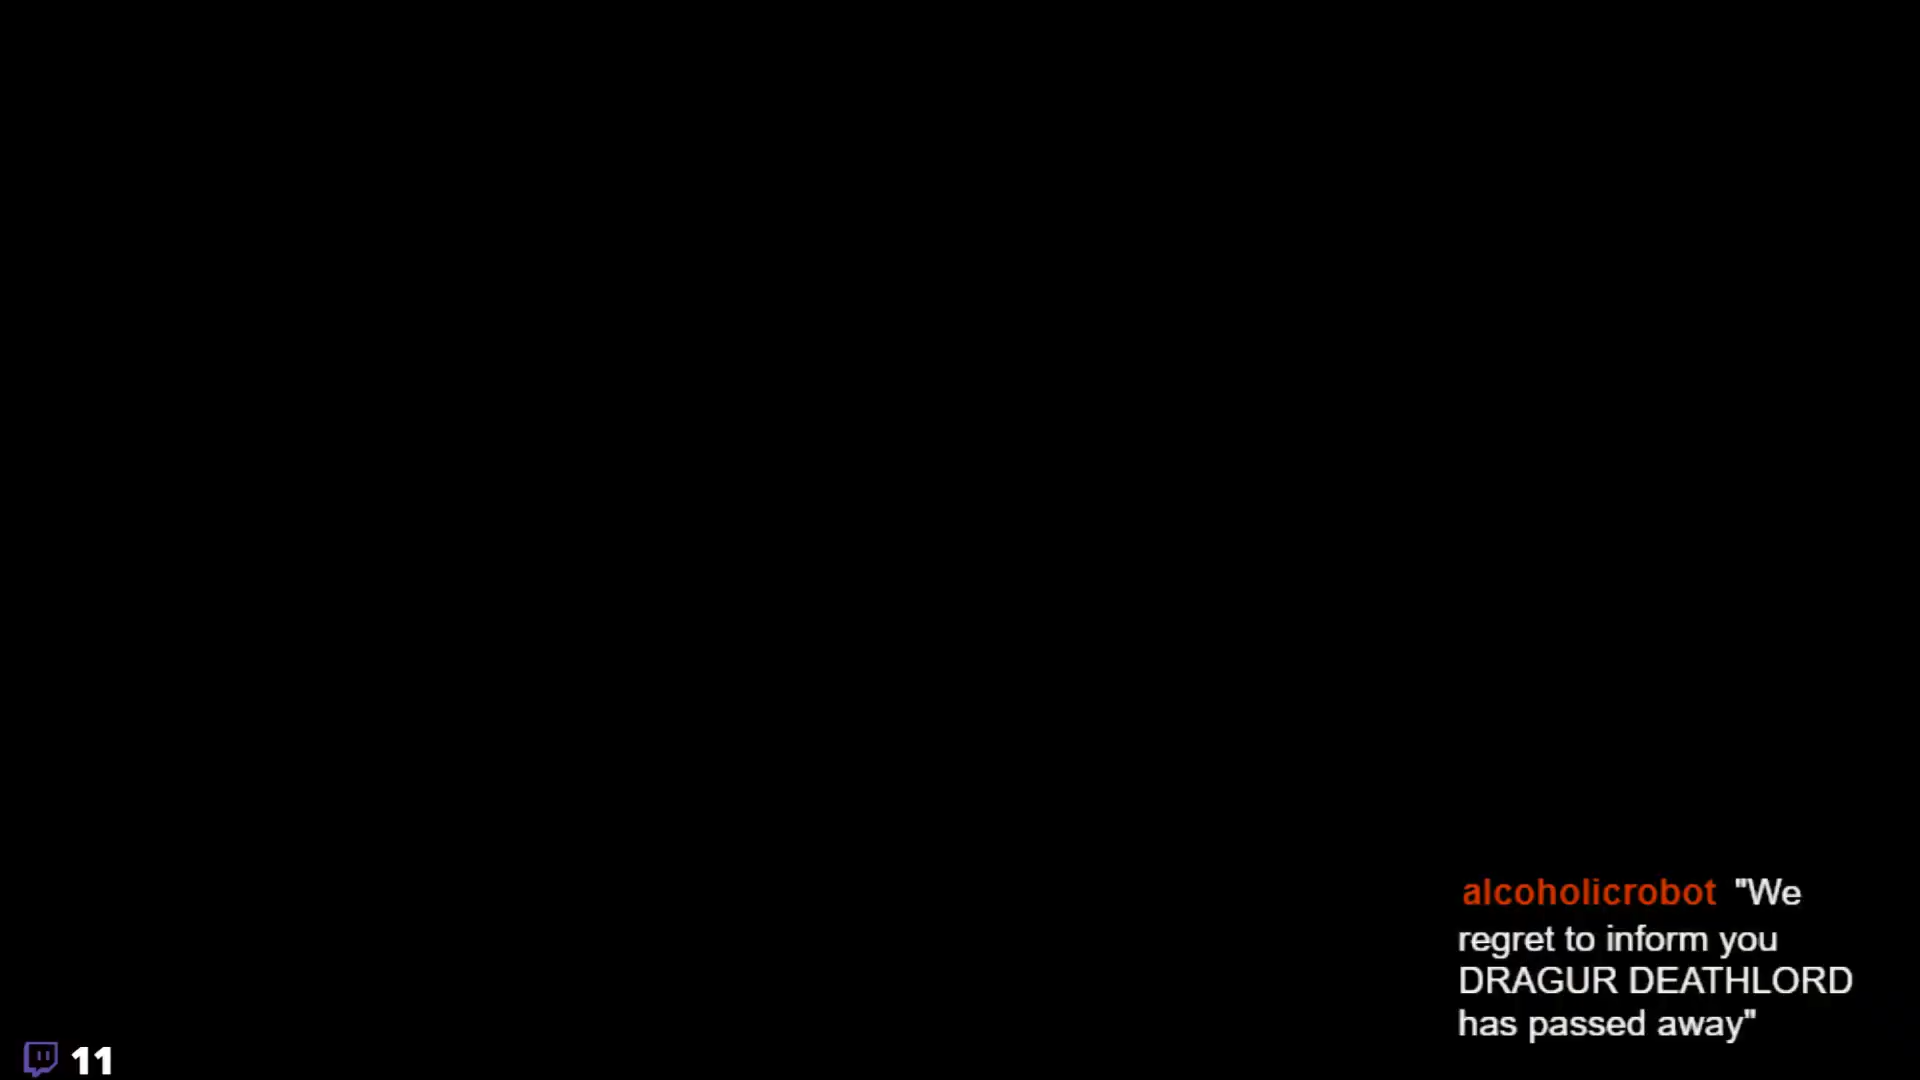 alcoholicrobot "We
regret to inform you
DRAGUR DEATHLORD
has passed away"
11